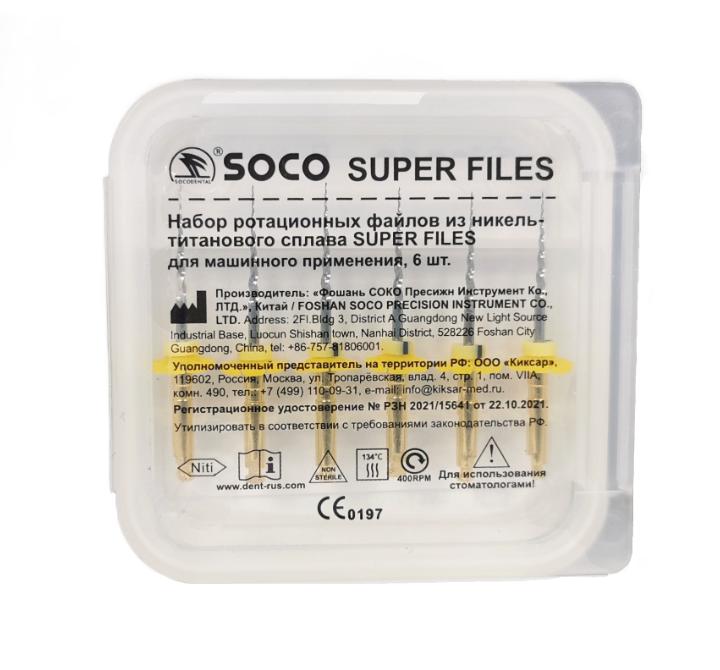 SOCO® SUPER FILES
SOCODENTAL
Набор ротационных файлов из никель-
титанового сплава SUPER FILES
для машинного применения, 6 шт.
Производитель: «Фошань СОКО Пресижн Инструмент Ко.,
ЛТД.», Китай / FOSHAN SOCO PRECISION INSTRUMENT CO.,
LTD. Address: 2Fl.Bldg 3, District A Guangdong New Light Source
Industrial Base, Luocun Shishan town, Nanhai District, 528226 Foshan City
Guangdong, China, tel: +86-757-81806001.
Уполномоченный представитель на территории РФ: ООО «Киксар»,
119602, Россия, Москва, ул. Тропарёвская, влад. 4, стр. 1, пом. VIIА,
комн. 490, тел.: +7 (499) 110-09-31, e-mail: info@kiksar-med.ru.
Регистрационное удостоверение № РЗН 2021/15641 от 22.10.2021.
Утилизировать в соответствии с требованиями законодательства РФ.
Niti
i
NON
STERILE
134°C
400RPM
!
Для использования
стоматологами!
www.dent-rus.com
CE0197